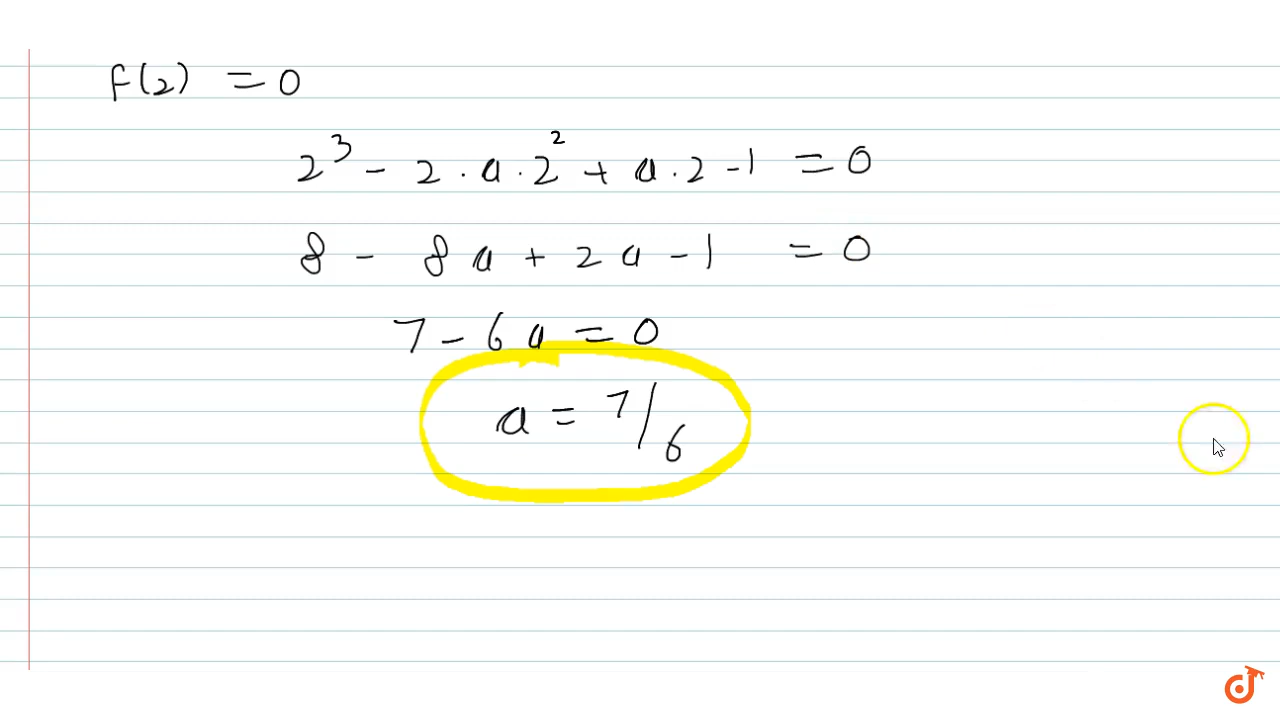 f(2) = 0
2³ - 2 · a · 2² + a · 2 - 1 = 0
8 - 8a + 2a - 1 = 0
7 - 6a = 0
a = 7/6